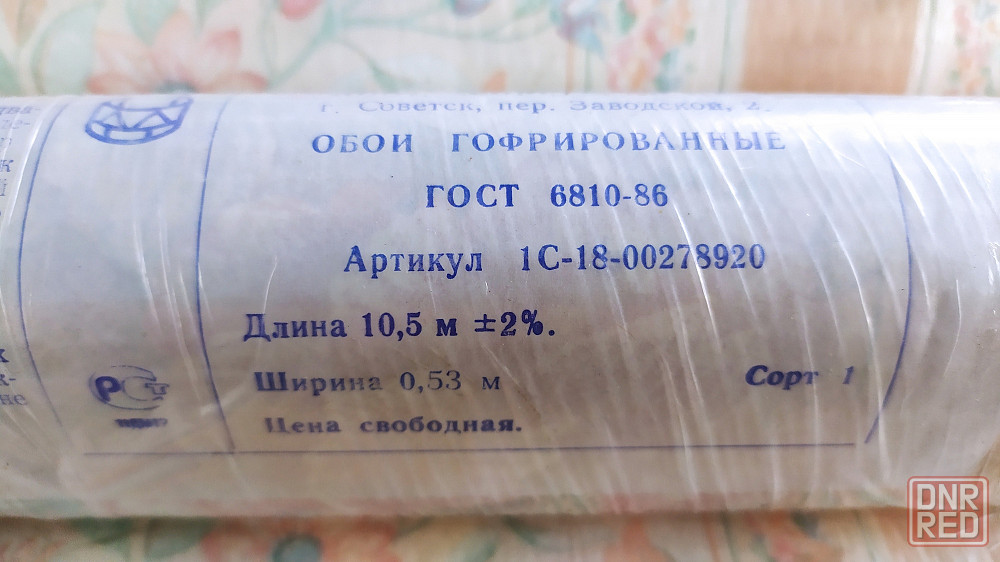 г. Советск, пер. Заводской, 2.
ОБОИ ГОФРИРОВАННЫЕ
ГОСТ 6810-86
Артикул 1С-18-00278920
Длина 10,5 м ±2%.
Ширина 0,53 м
Сорт 1
Цена свободная.
РСТ
DNR
RED